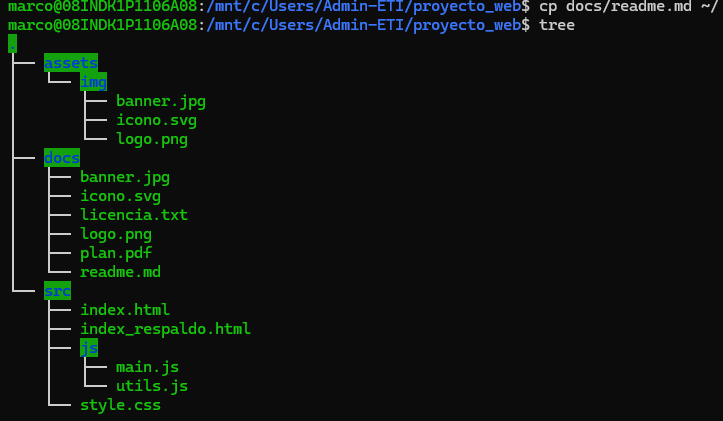 marco@08INDK1P1106A08:/mnt/c/Users/Admin-ETI/proyecto_web$ cp docs/readme.md ~/
marco@08INDK1P1106A08:/mnt/c/Users/Admin-ETI/proyecto_web$ tree
.
├── assets
│   └── img
│       ├── banner.jpg
│       ├── icono.svg
│       └── logo.png
├── docs
│   ├── banner.jpg
│   ├── icono.svg
│   ├── licencia.txt
│   ├── logo.png
│   ├── plan.pdf
│   └── readme.md
└── src
    ├── index.html
    ├── index_respaldo.html
    ├── js
    │   ├── main.js
    │   └── utils.js
    └── style.css